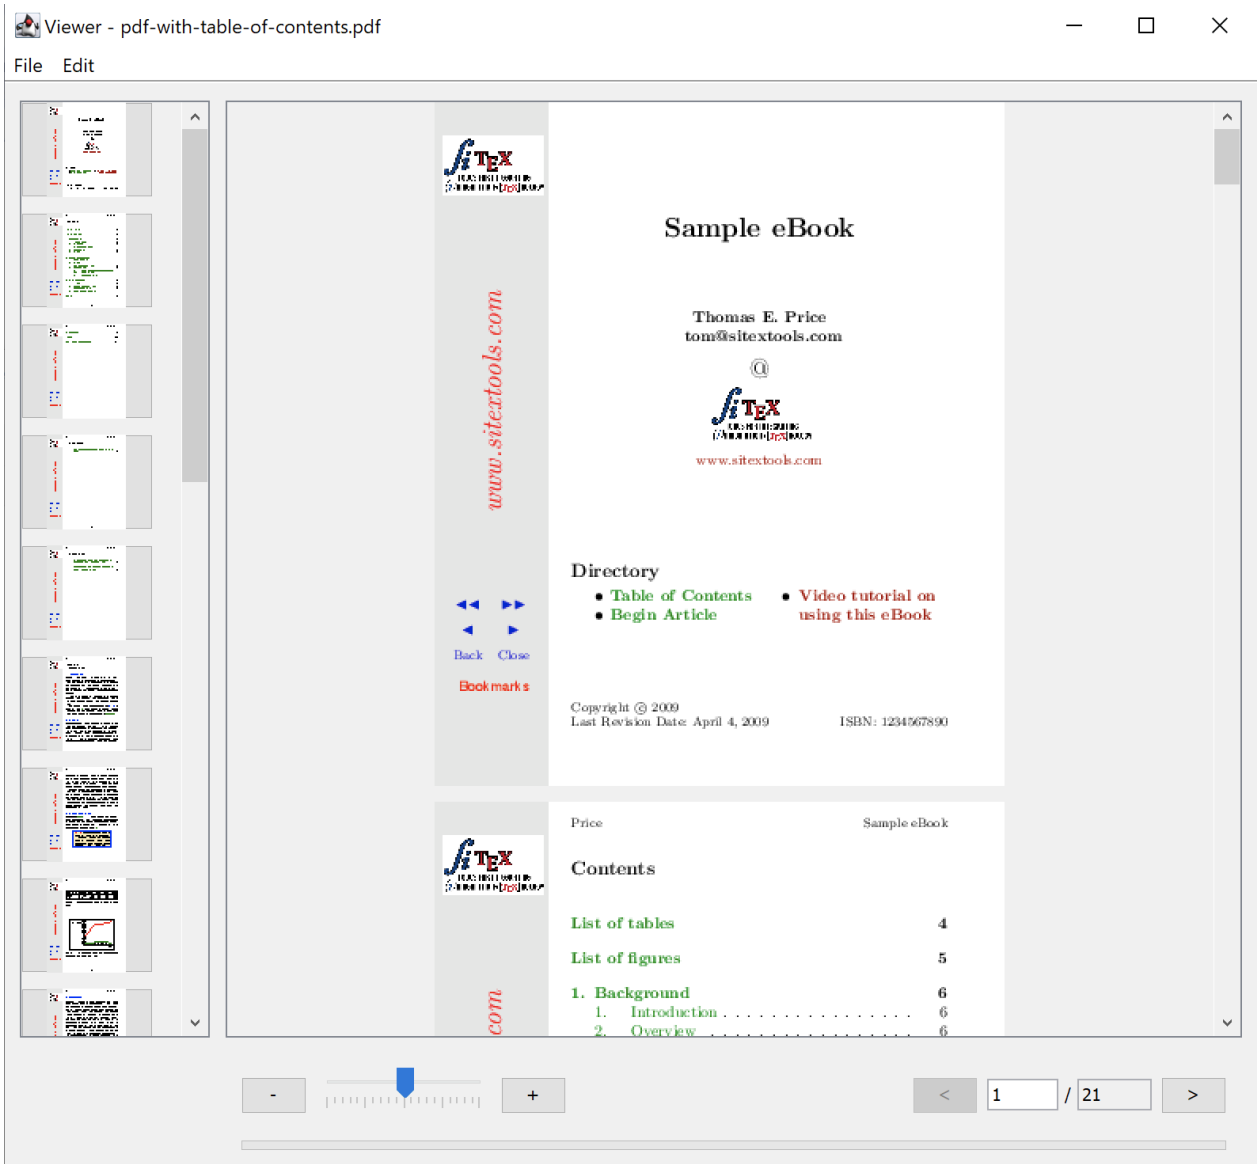 Viewer - pdf-with-table-of-contents.pdf
File Edit
TEX
Sample eBook
Thomas E. Price
tom@sitextools.com
@
TEX
www.sitextools.com
www.sitextools.com
Directory
• Table of Contents
• Begin Article
• Video tutorial on
using this eBook
Back Close
Bookmarks
Copyright © 2009
Last Revision Date: April 4, 2009 ISBN: 1234567890
Price Sample eBook
TEX
Contents
List of tables 4
List of figures 5
1. Background 6
1. Introduction . . . . . . . . . . . . . . . 6
2. Overview . . . . . . . . . . . . . . . . 6
com
- + < 1 / 21 >